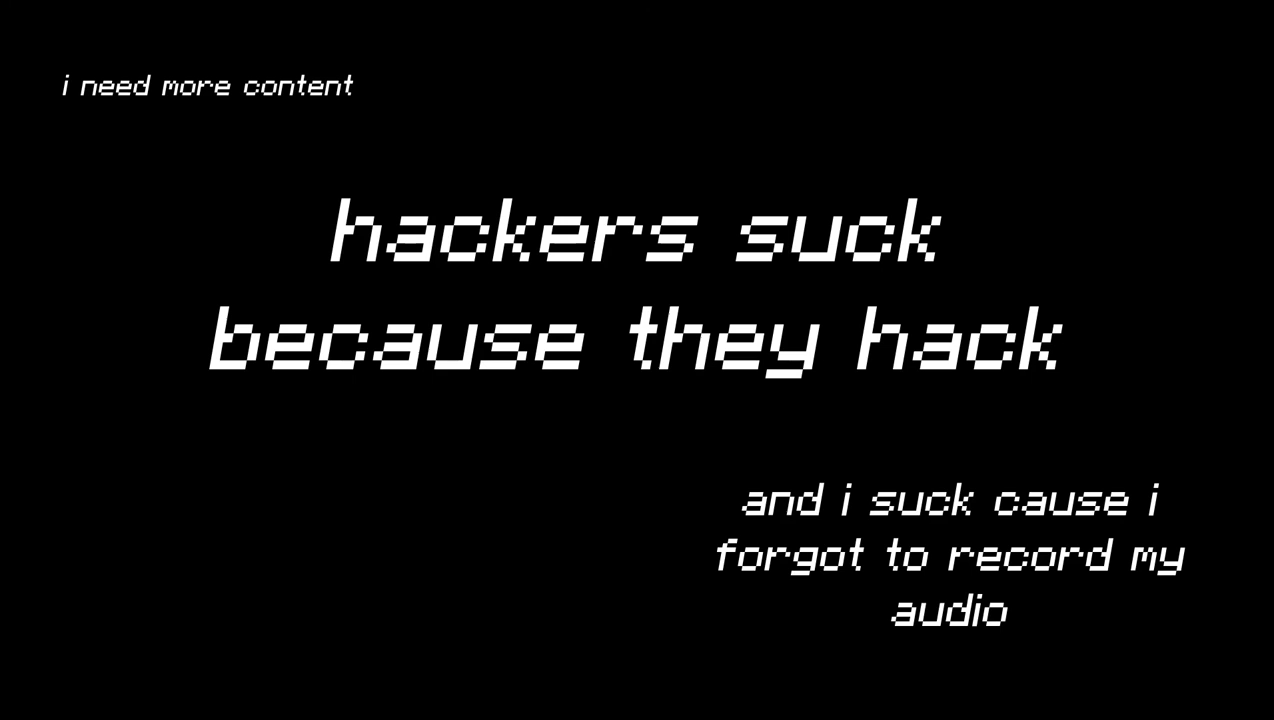 i need more content
hackers suck
because they hack
and i suck cause i
forgot to record my
audio